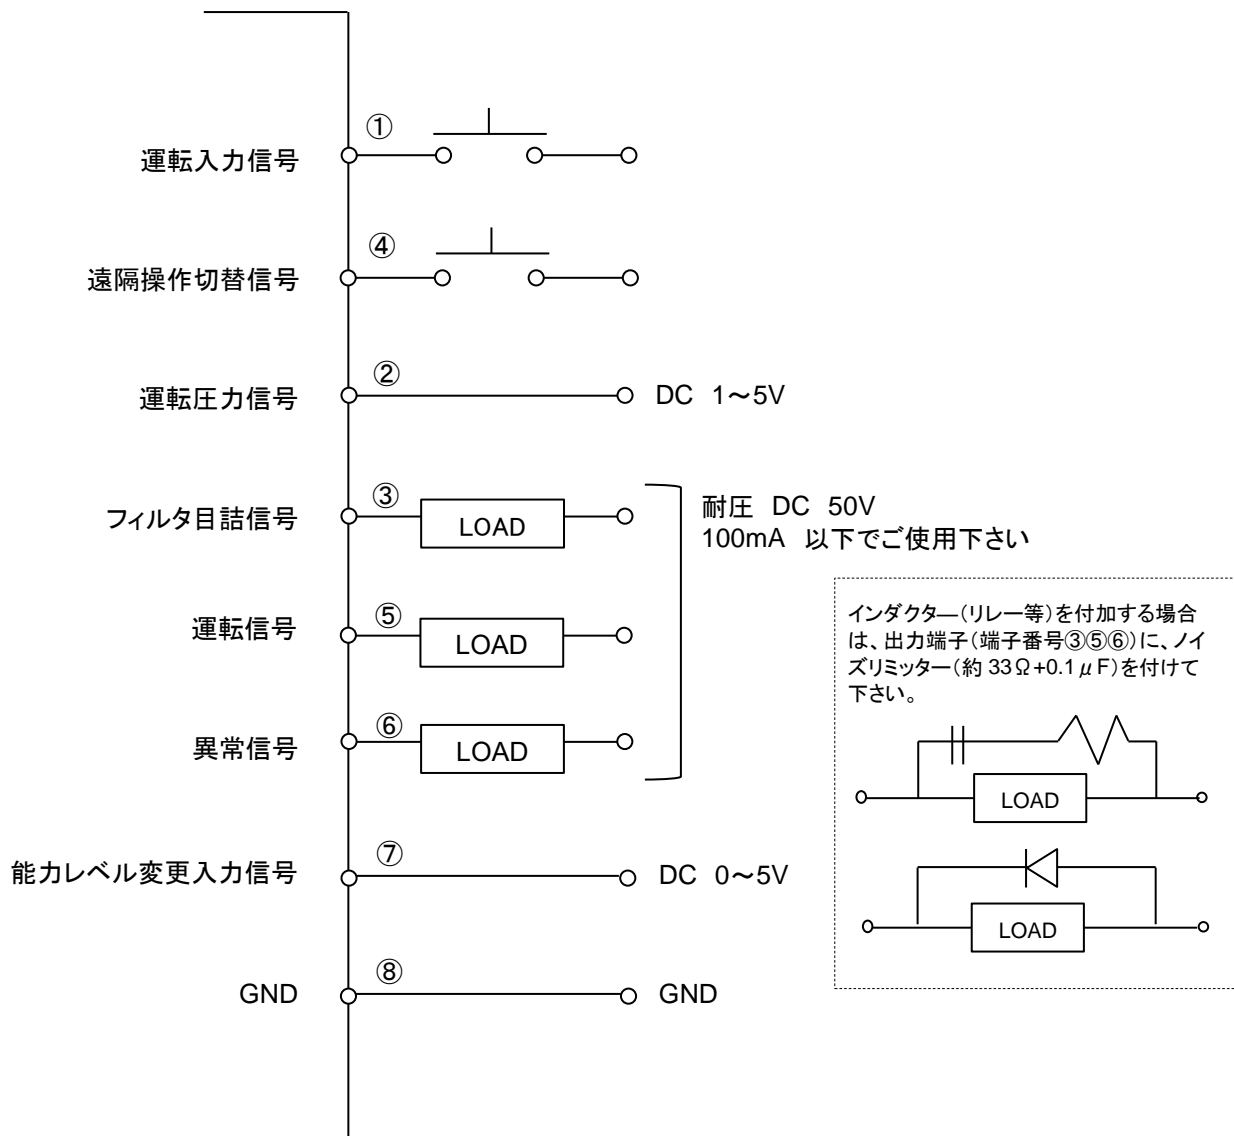 ①
運転入力信号
④
遠隔操作切替信号
②
運転圧力信号
DC 1～5V
③
フィルタ目詰信号
LOAD
耐圧 DC 50V
100mA 以下でご使用下さい
⑤
運転信号
LOAD
⑥
異常信号
LOAD
インダクタ―(リレー等)を付加する場合
は、出力端子(端子番号③⑤⑥)に、ノイ
ズリミッター(約 33Ω+0.1μF)を付けて
下さい。
LOAD
LOAD
⑦
能力レベル変更入力信号
DC 0～5V
⑧
GND
GND